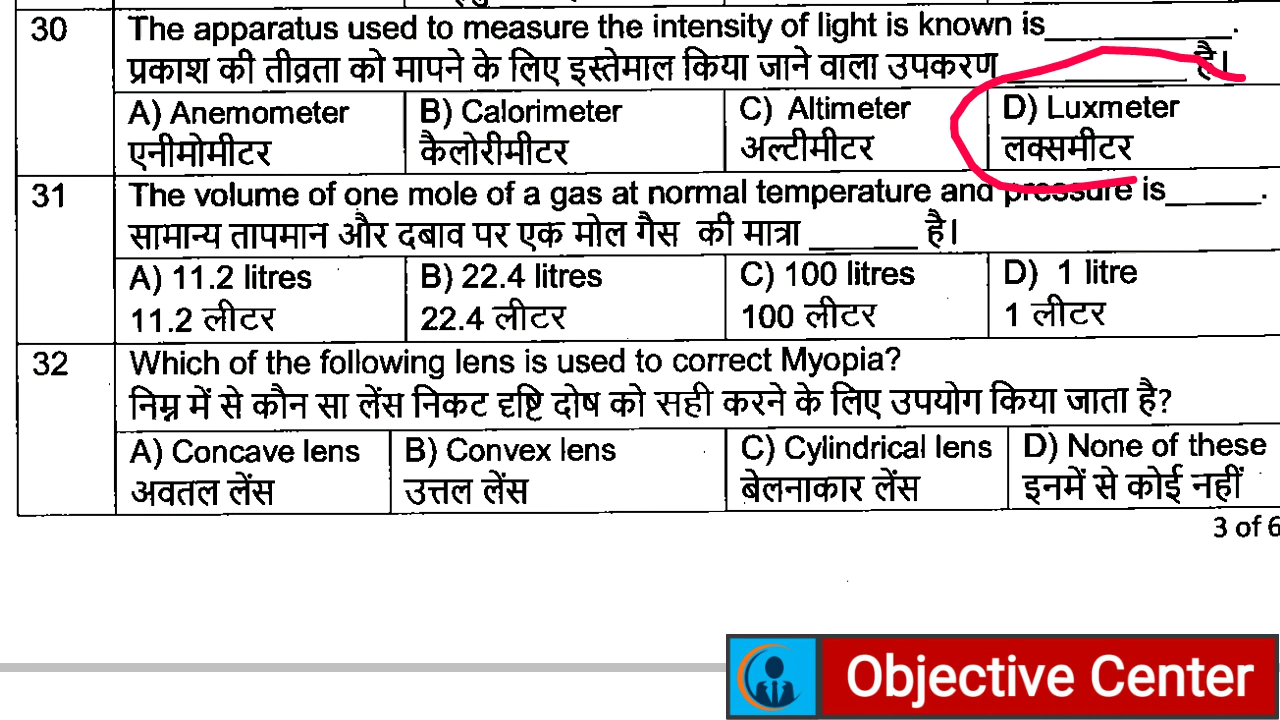 30 The apparatus used to measure the intensity of light is known is__________.
प्रकाश की तीव्रता को मापने के लिए इस्तेमाल किया जाने वाला उपकरण __________ है।
A) Anemometer B) Calorimeter C) Altimeter D) Luxmeter
एनीमोमीटर कैलोरीमीटर अल्टीमीटर लक्समीटर
31 The volume of one mole of a gas at normal temperature and pressure is_____.
सामान्य तापमान और दबाव पर एक मोल गैस की मात्रा ______ है।
A) 11.2 litres B) 22.4 litres C) 100 litres D) 1 litre
11.2 लीटर 22.4 लीटर 100 लीटर 1 लीटर
32 Which of the following lens is used to correct Myopia?
निम्न में से कौन सा लेंस निकट दृष्टि दोष को सही करने के लिए उपयोग किया जाता है?
A) Concave lens B) Convex lens C) Cylindrical lens D) None of these
अवतल लेंस उत्तल लेंस बेलनाकार लेंस इनमें से कोई नहीं
3 of 6
Objective Center